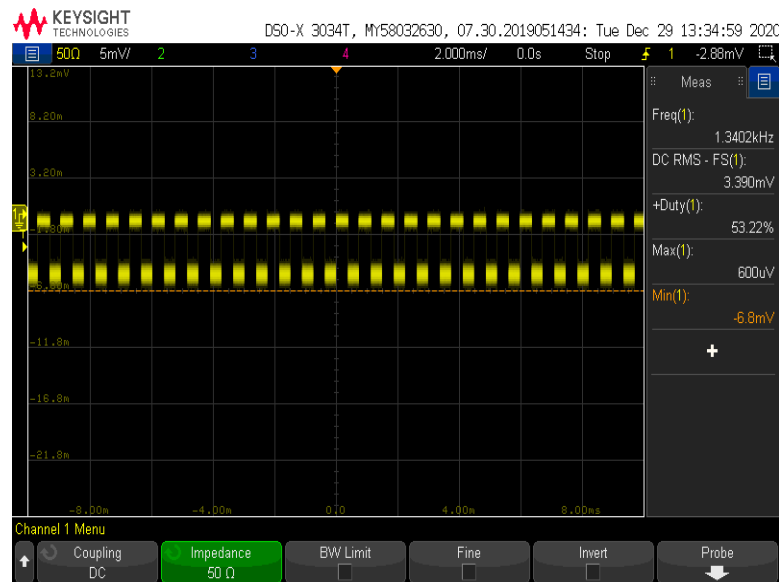 KEYSIGHT
TECHNOLOGIES
DSO-X 3034T, MY58032630, 07.30.2019051434: Tue Dec 29 13:34:59 2020
50Ω 5mV/ 2 3 4 2.000ms/ 0.0s Stop 1 -2.88mV
13.2mV
8.20m
3.20m
-1.80m
-6.80m
-11.8m
-16.8m
-21.8m
-8.00m -4.00m 0.0 4.00m 8.00ms
Meas
Freq(1):
1.3402kHz
DC RMS - FS(1):
3.390mV
+Duty(1):
53.22%
Max(1):
600uV
Min(1):
-6.8mV
+
Channel 1 Menu
Coupling
DC
Impedance
50 Ω
BW Limit
Fine
Invert
Probe